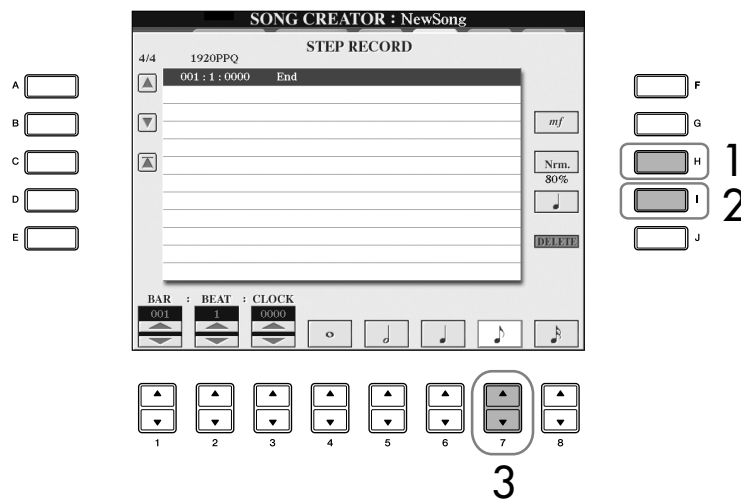 SONG CREATOR : NewSong
STEP RECORD
4/4 1920PPQ
001 : 1 : 0000 End
A
B
C
D
E
mf
Nrm.
80%
DELETE
F
G
H 1
I 2
J
BAR : BEAT : CLOCK
001 1 0000
1 2 3 4 5 6 7 8
3